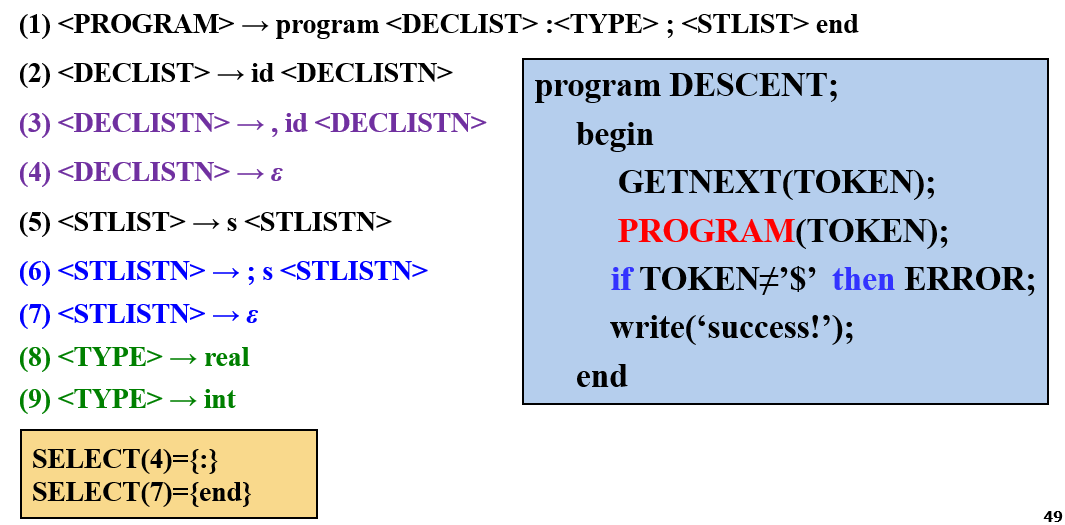 (1) <PROGRAM> → program <DECLIST> :<TYPE> ; <STLIST> end
(2) <DECLIST> → id <DECLISTN>
(3) <DECLISTN> → , id <DECLISTN>
(4) <DECLISTN> → ε
(5) <STLIST> → s <STLISTN>
(6) <STLISTN> → ; s <STLISTN>
(7) <STLISTN> → ε
(8) <TYPE> → real
(9) <TYPE> → int
SELECT(4)={:}
SELECT(7)={end}
program DESCENT;
begin
GETNEXT(TOKEN);
PROGRAM(TOKEN);
if TOKEN≠’$’ then ERROR;
write(‘success!’);
end
49